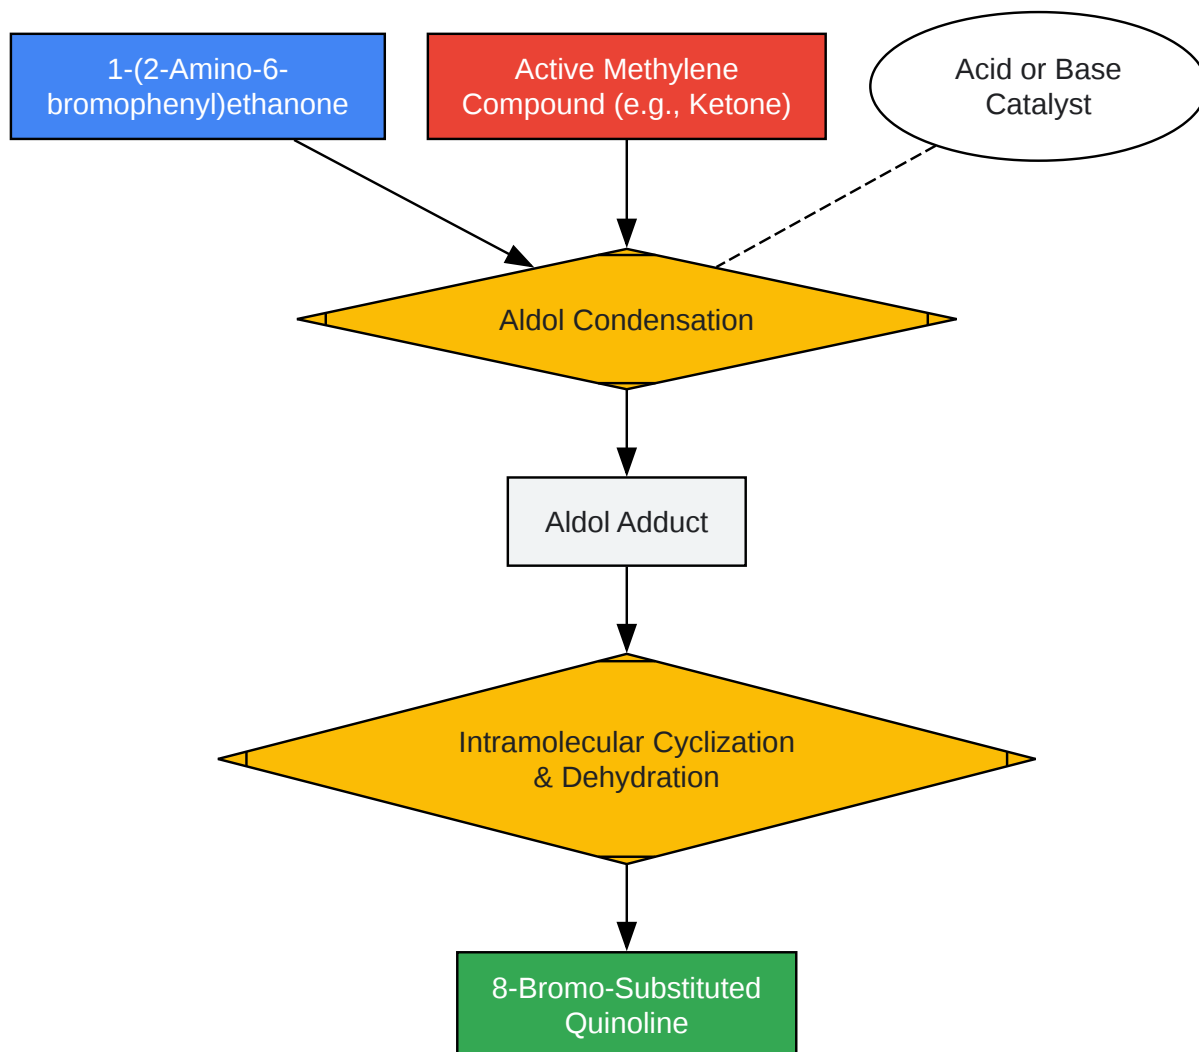 1-(2-Amino-6-
bromophenyl)ethanone
Active Methylene
Compound (e.g., Ketone)
Acid or Base
Catalyst
Aldol Condensation
Aldol Adduct
Intramolecular Cyclization
& Dehydration
8-Bromo-Substituted
Quinoline